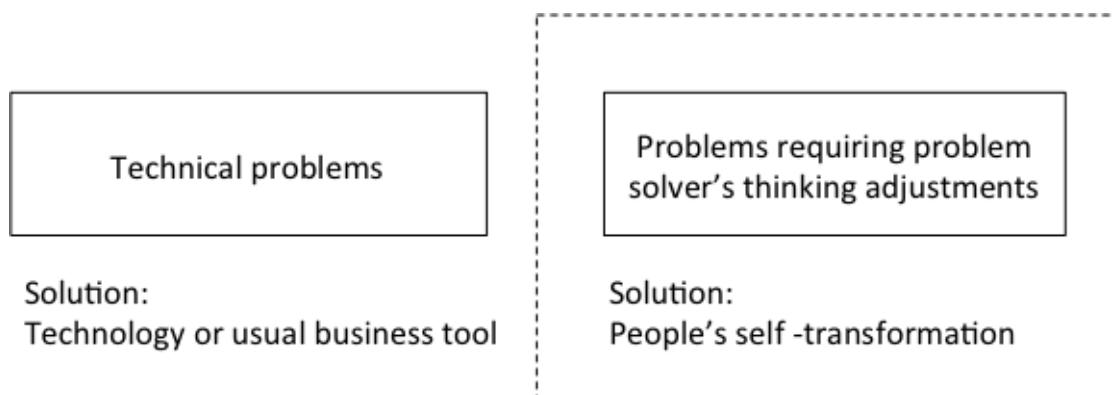 Technical problems
Problems requiring problem
solver’s thinking adjustments
Solution:
Technology or usual business tool
Solution:
People’s self -transformation